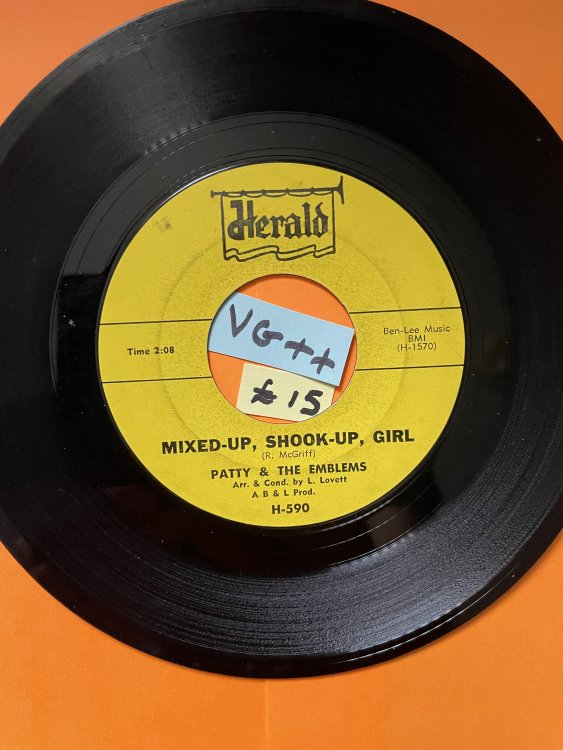 Herald
Ben-Lee Music
BMI
(H-1570)
Time 2:08
VG++
£15
MIXED-UP, SHOOK-UP, GIRL
(R. McGriff)
PATTY & THE EMBLEMS
Arr. & Cond. by L. Lovett
A B & L Prod.
H-590